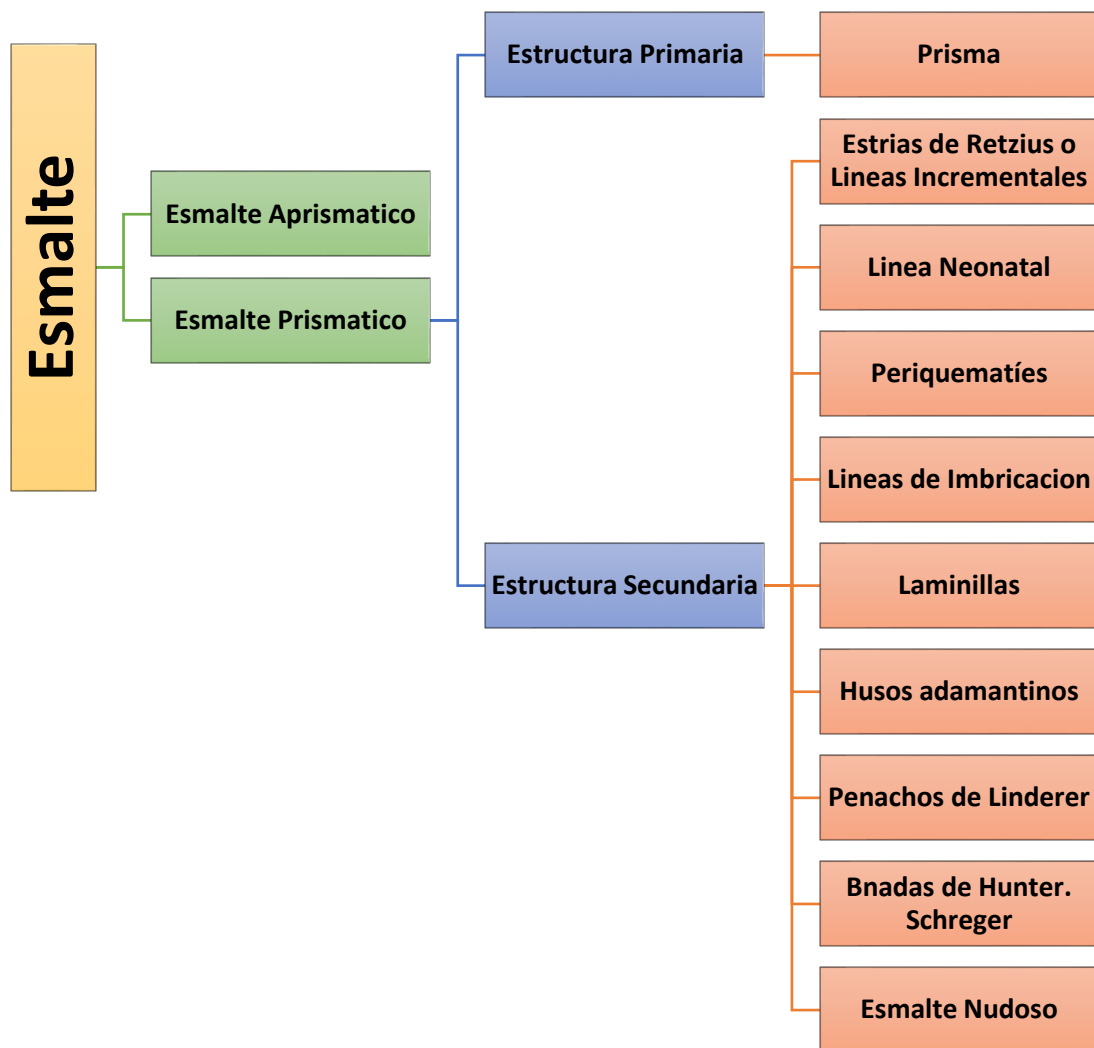 Esmalte
Esmalte Aprismatico
Esmalte Prismatico
Estructura Primaria
Estructura Secundaria
Prisma
Estrias de Retzius o
Lineas Incrementales
Linea Neonatal
Periquematíes
Lineas de Imbricacion
Laminillas
Husos adamantinos
Penachos de Linderer
Bnadas de Hunter.
Schreger
Esmalte Nudoso